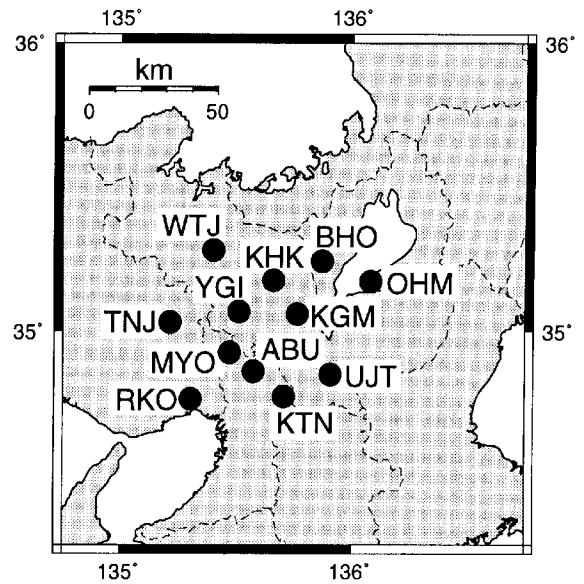 135°
136°
36°
36°
km
0
50
WTJ
BHO
KHK
YGI
OHM
TNJ
KGM
35°
35°
MYO
ABU
UJT
RKO
KTN
135°
136°